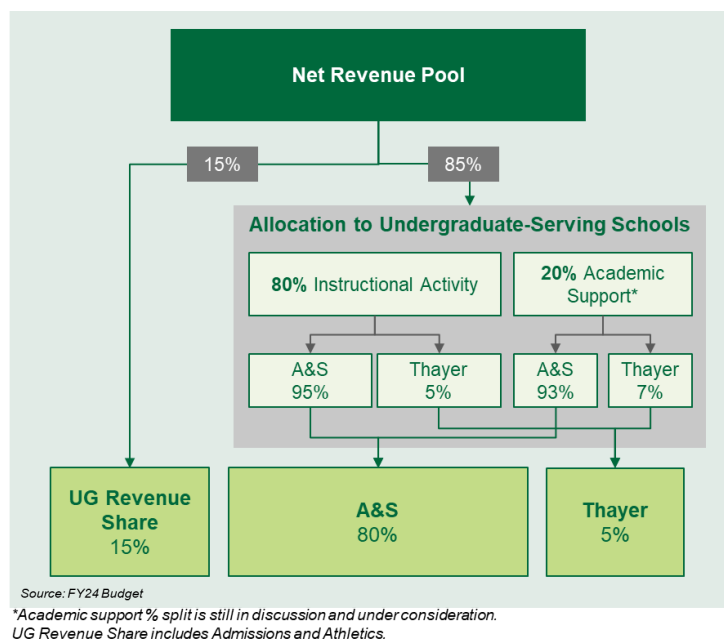 Net Revenue Pool
15%
85%
Allocation to Undergraduate-Serving Schools
80% Instructional Activity
20% Academic
Support*
A&S
95%
Thayer
5%
A&S
93%
Thayer
7%
UG Revenue
Share
15%
A&S
80%
Thayer
5%
Source: FY24 Budget
*Academic support % split is still in discussion and under consideration.
UG Revenue Share includes Admissions and Athletics.